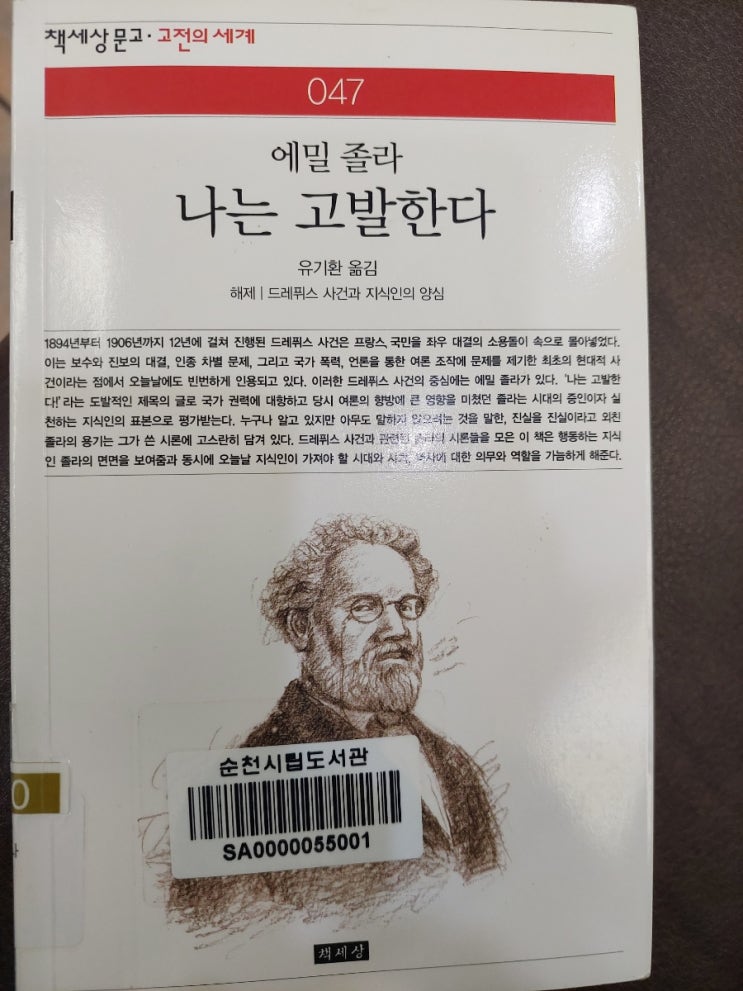 책세상문고·고전의세계
047
에밀 졸라
나는 고발한다
유기환 옮김
해제 | 드레퓌스 사건과 지식인의 양심
1894년부터 1906년까지 12년에 걸쳐 진행된 드레퓌스 사건은 프랑스 국민을 좌우 대결의 소용돌이 속으로 몰아넣었다.
이는 보수와 진보의 대결, 인종 차별 문제, 그리고 국가 폭력, 언론을 통한 여론 조작에 문제를 제기한 최초의 현대적 사
건이라는 점에서 오늘날에도 빈번하게 인용되고 있다. 이러한 드레퓌스 사건의 중심에는 에밀 졸라가 있다. '나는 고발한
다!'라는 도발적인 제목의 글로 국가 권력에 대항하고 당시 여론의 향방에 큰 영향을 미쳤던 졸라는 시대의 증인이자 실
천하는 지식인의 표본으로 평가받는다. 누구나 알고 있지만 아무도 말하지 않으려는 것을 말한, 진실을 진실이라고 외친
졸라의 용기는 그가 쓴 시론에 고스란히 담겨 있다. 드레퓌스 사건과 관련된 졸라의 시론들을 모은 이 책은 행동하는 지식
인 졸라의 면면을 보여줌과 동시에 오늘날 지식인이 가져야 할 시대와 사회, 역사에 대한 의무와 역할을 가늠하게 해준다.
순천시립도서관
SA0000055001
0
책세상